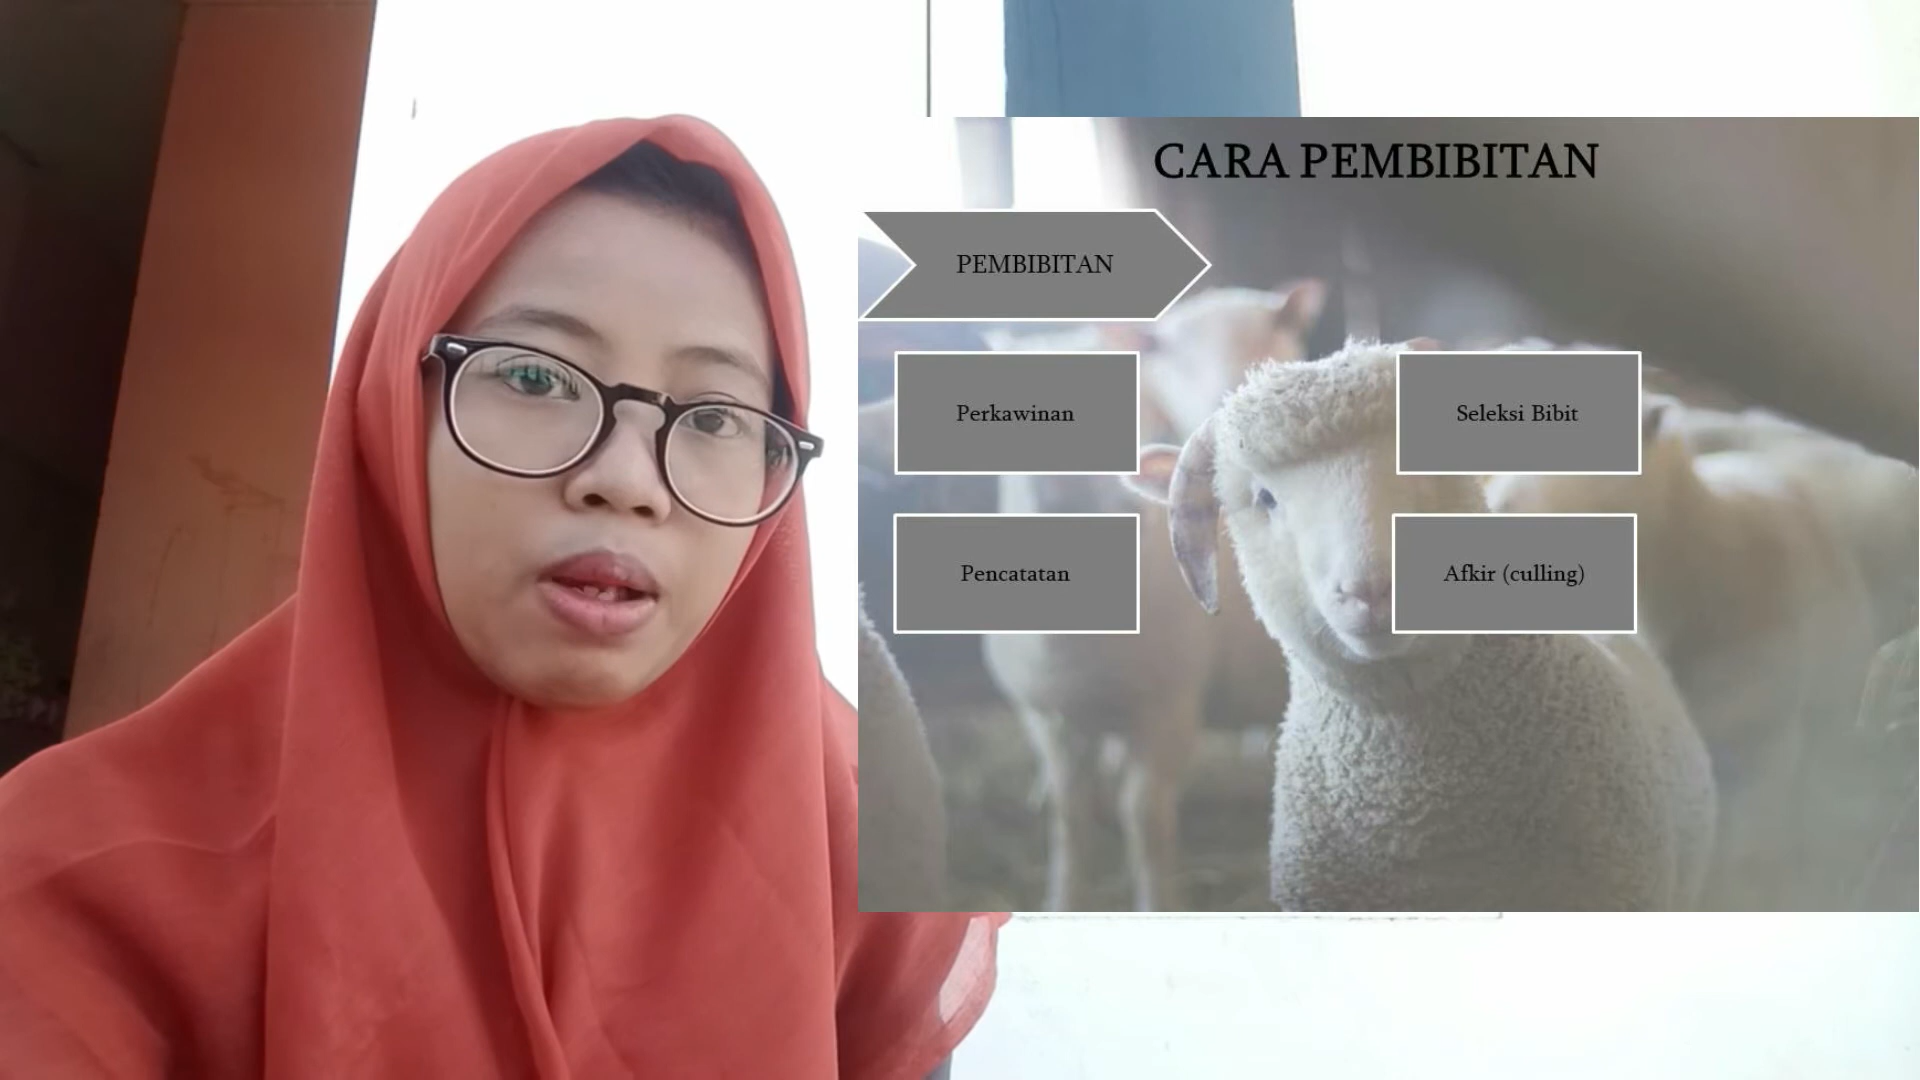 CARA PEMBIBITAN
PEMBIBITAN
Perkawinan
Seleksi Bibit
Pencatatan
Afkir (culling)